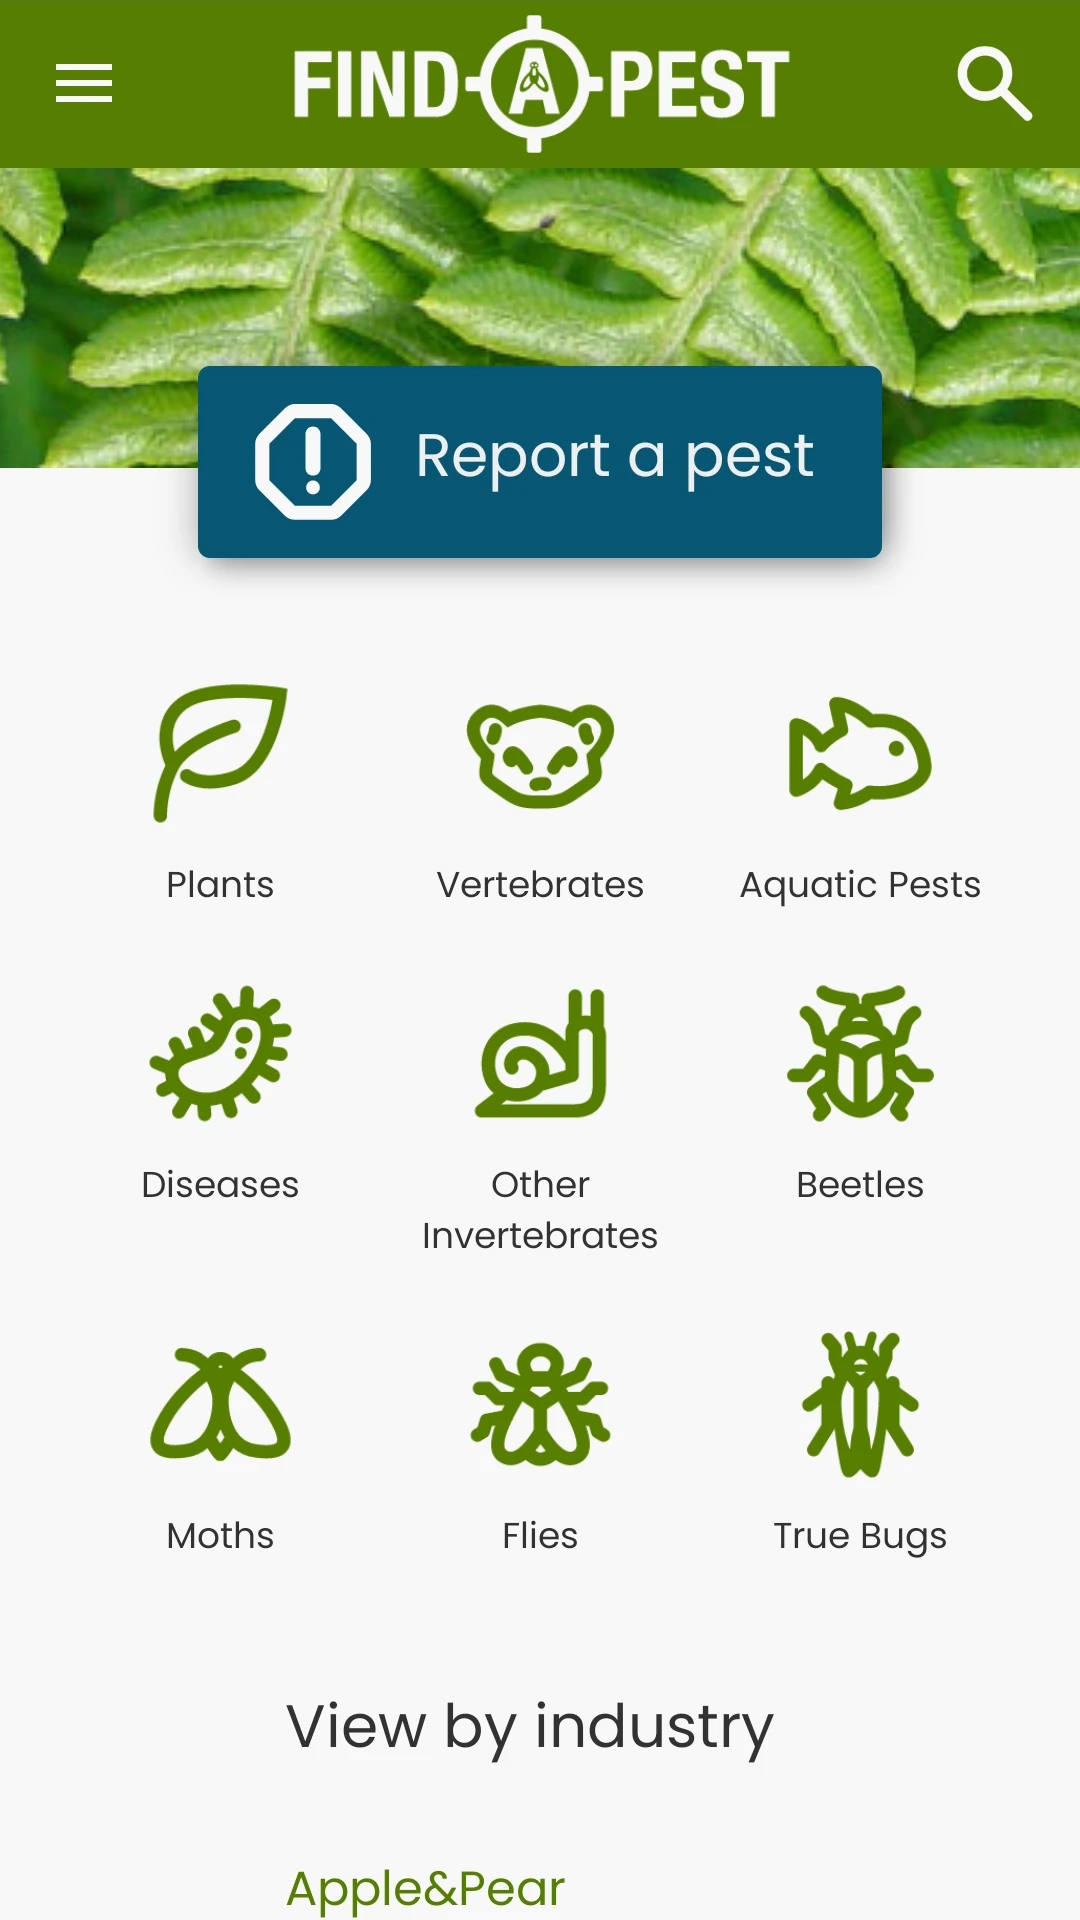 FIND-A-PEST
Report a pest
Plants
Vertebrates
Aquatic Pests
Diseases
Other
Invertebrates
Beetles
Moths
Flies
True Bugs
View by industry
Apple&Pear